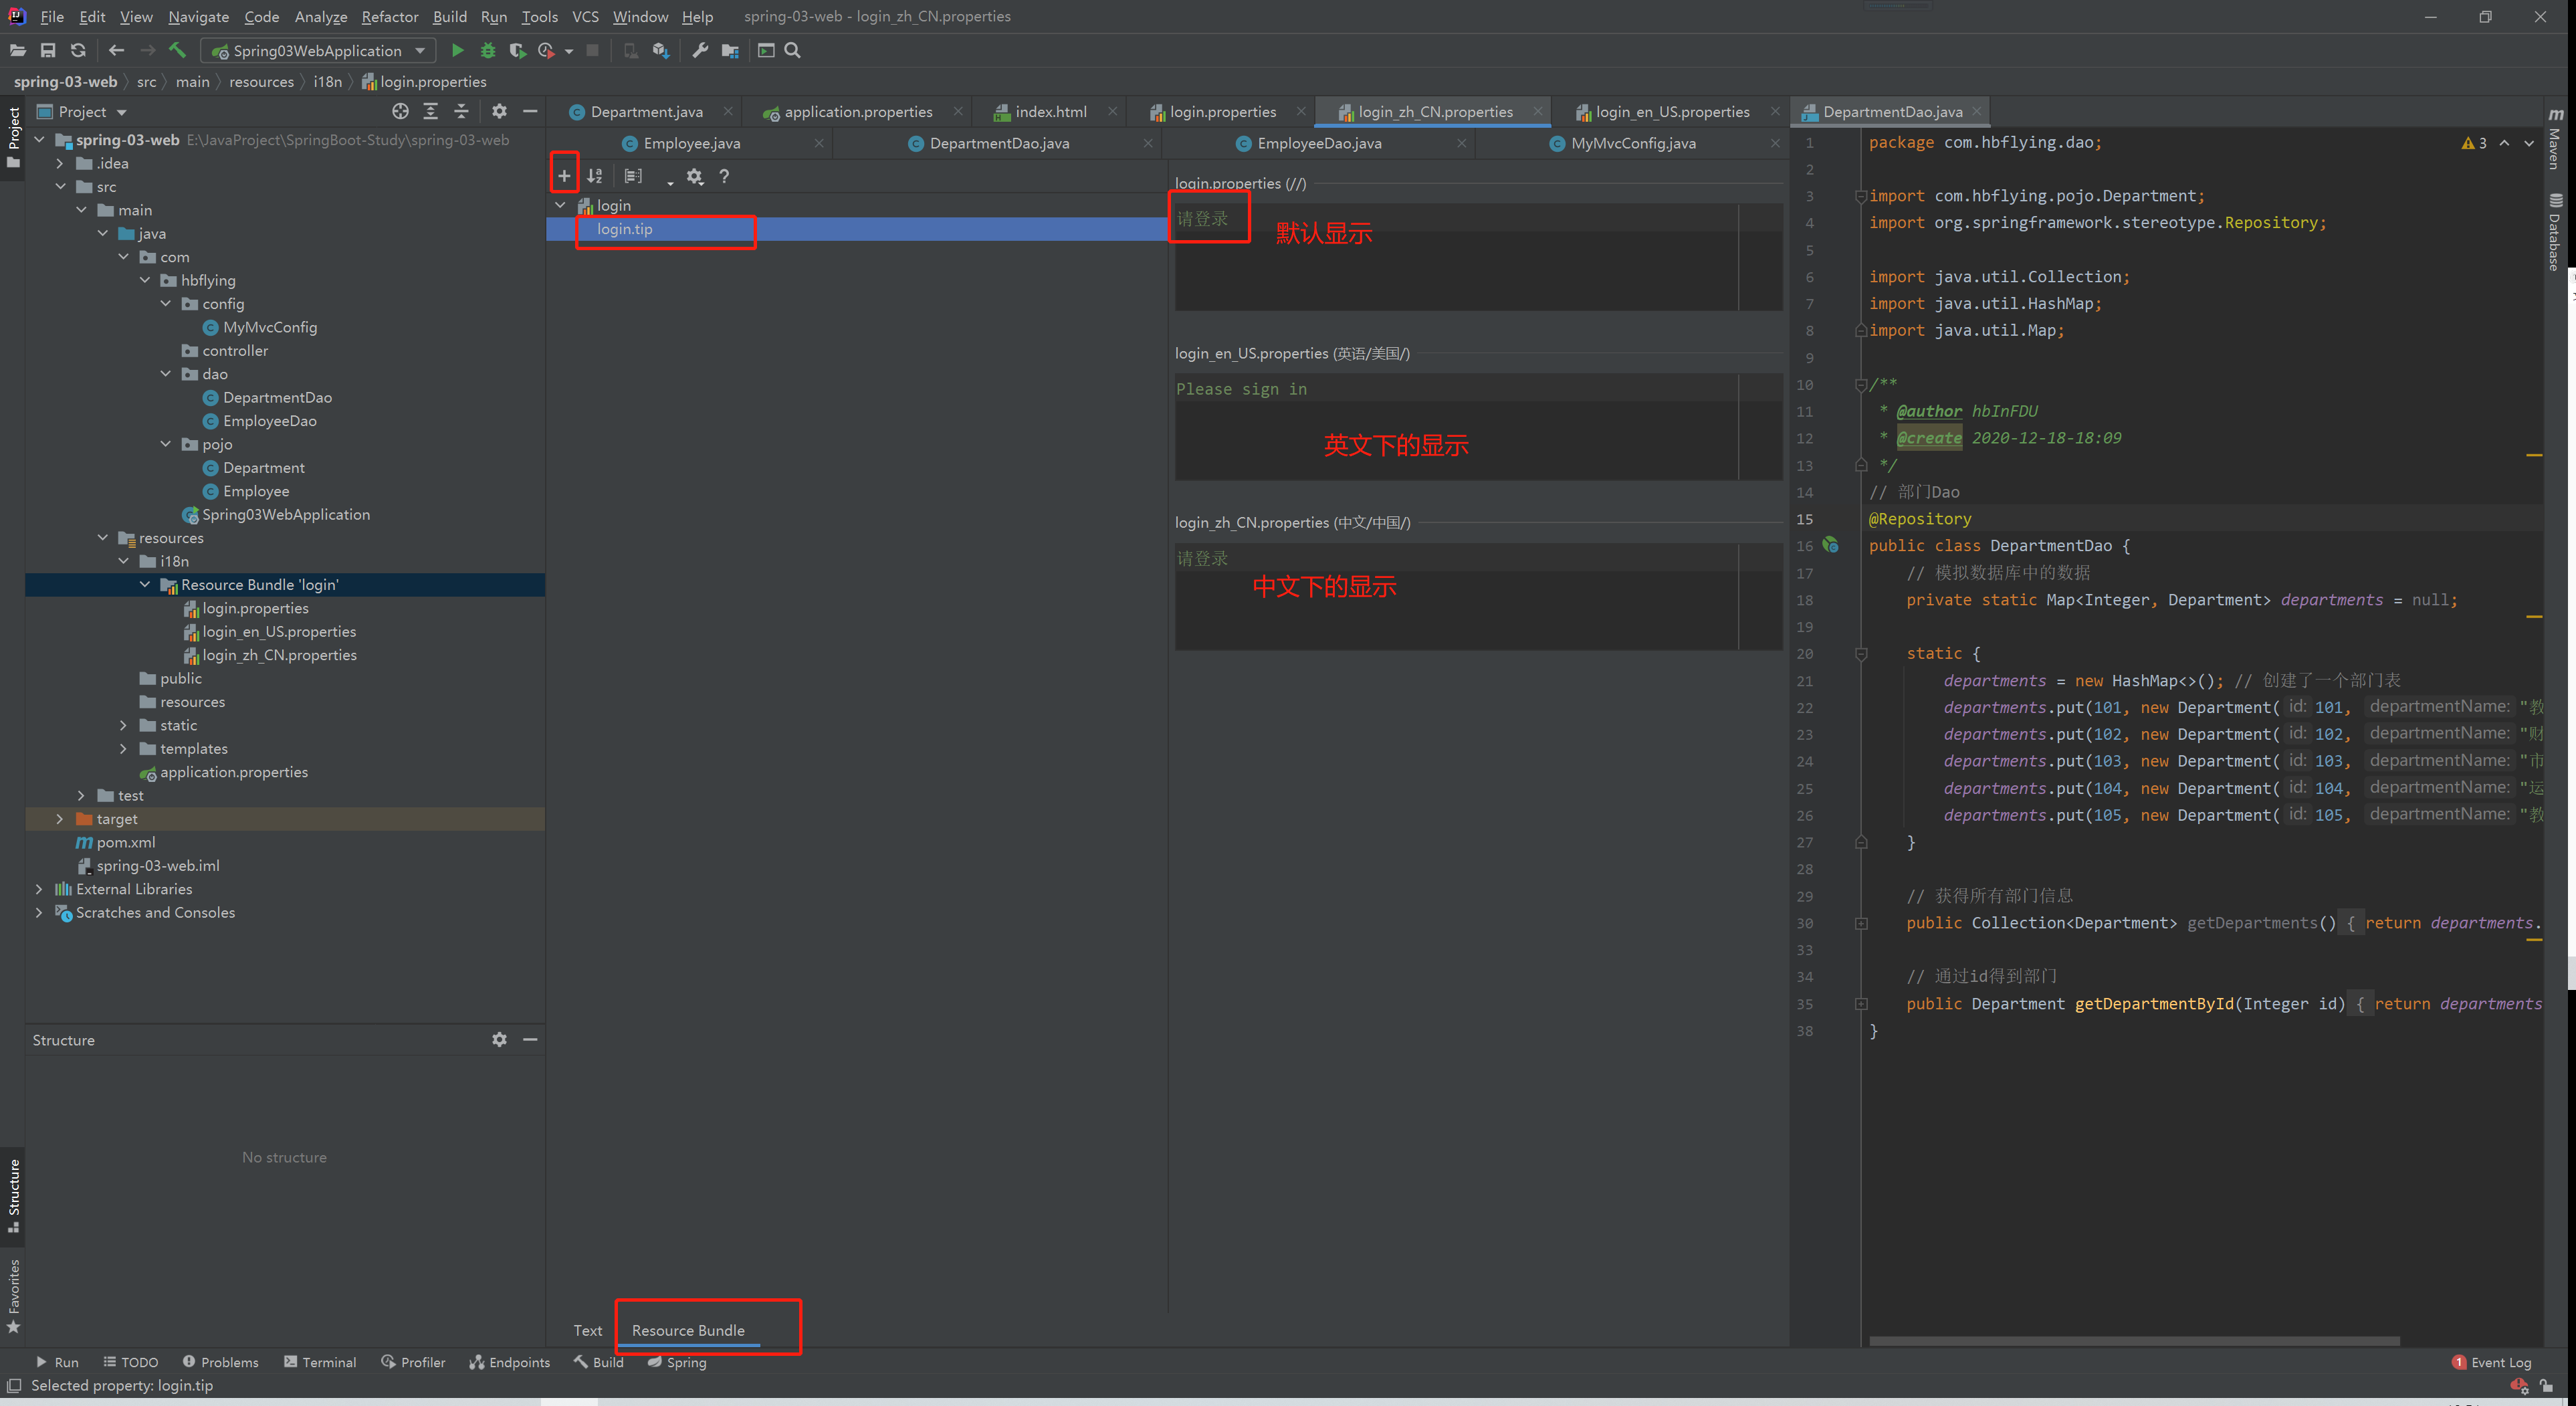 File Edit View Navigate Code Analyze Refactor Build Run Tools VCS Window Help spring-03-web - login_zh_CN.properties
Spring03WebApplication
spring-03-web src main resources i18n login.properties
Project
Department.java application.properties index.html login.properties login_zh_CN.properties login_en_US.properties DepartmentDao.java
Employee.java DepartmentDao.java EmployeeDao.java MyMvcConfig.java
Project
Structure
Favorites
spring-03-web E:\JavaProject\SpringBoot-Study\spring-03-web
.idea
src
main
java
com
hbflying
config
MyMvcConfig
controller
dao
DepartmentDao
EmployeeDao
pojo
Department
Employee
Spring03WebApplication
resources
i18n
Resource Bundle 'login'
login.properties
login_en_US.properties
login_zh_CN.properties
public
resources
static
templates
application.properties
test
target
pom.xml
spring-03-web.iml
External Libraries
Scratches and Consoles
Structure
No structure
login
login.tip
login.properties (//)
请登录
默认显示
login_en_US.properties (英语/美国/)
Please sign in
英文下的显示
login_zh_CN.properties (中文/中国/)
请登录
中文下的显示
Text Resource Bundle
3
1 package com.hbflying.dao;
2
3 import com.hbflying.pojo.Department;
4 import org.springframework.stereotype.Repository;
5
6 import java.util.Collection;
7 import java.util.HashMap;
8 import java.util.Map;
9
10 /**
11 * @author hbInFDU
12 * @create 2020-12-18-18:09
13 */
14 // 部门Dao
15 @Repository
16 public class DepartmentDao {
17 // 模拟数据库中的数据
18 private static Map<Integer, Department> departments = null;
19
20 static {
21 departments = new HashMap<>(); // 创建了一个部门表
22 departments.put(101, new Department( id: 101, departmentName: "教
23 departments.put(102, new Department( id: 102, departmentName: "财
24 departments.put(103, new Department( id: 103, departmentName: "市
25 departments.put(104, new Department( id: 104, departmentName: "运
26 departments.put(105, new Department( id: 105, departmentName: "教
27 }
28
29 // 获得所有部门信息
30 public Collection<Department> getDepartments() { return departments.
33
34 // 通过id得到部门
35 public Department getDepartmentById(Integer id) { return departments
38 }
Maven
Database
Run TODO Problems Terminal Profiler Endpoints Build Spring
1 Event Log
Selected property: login.tip